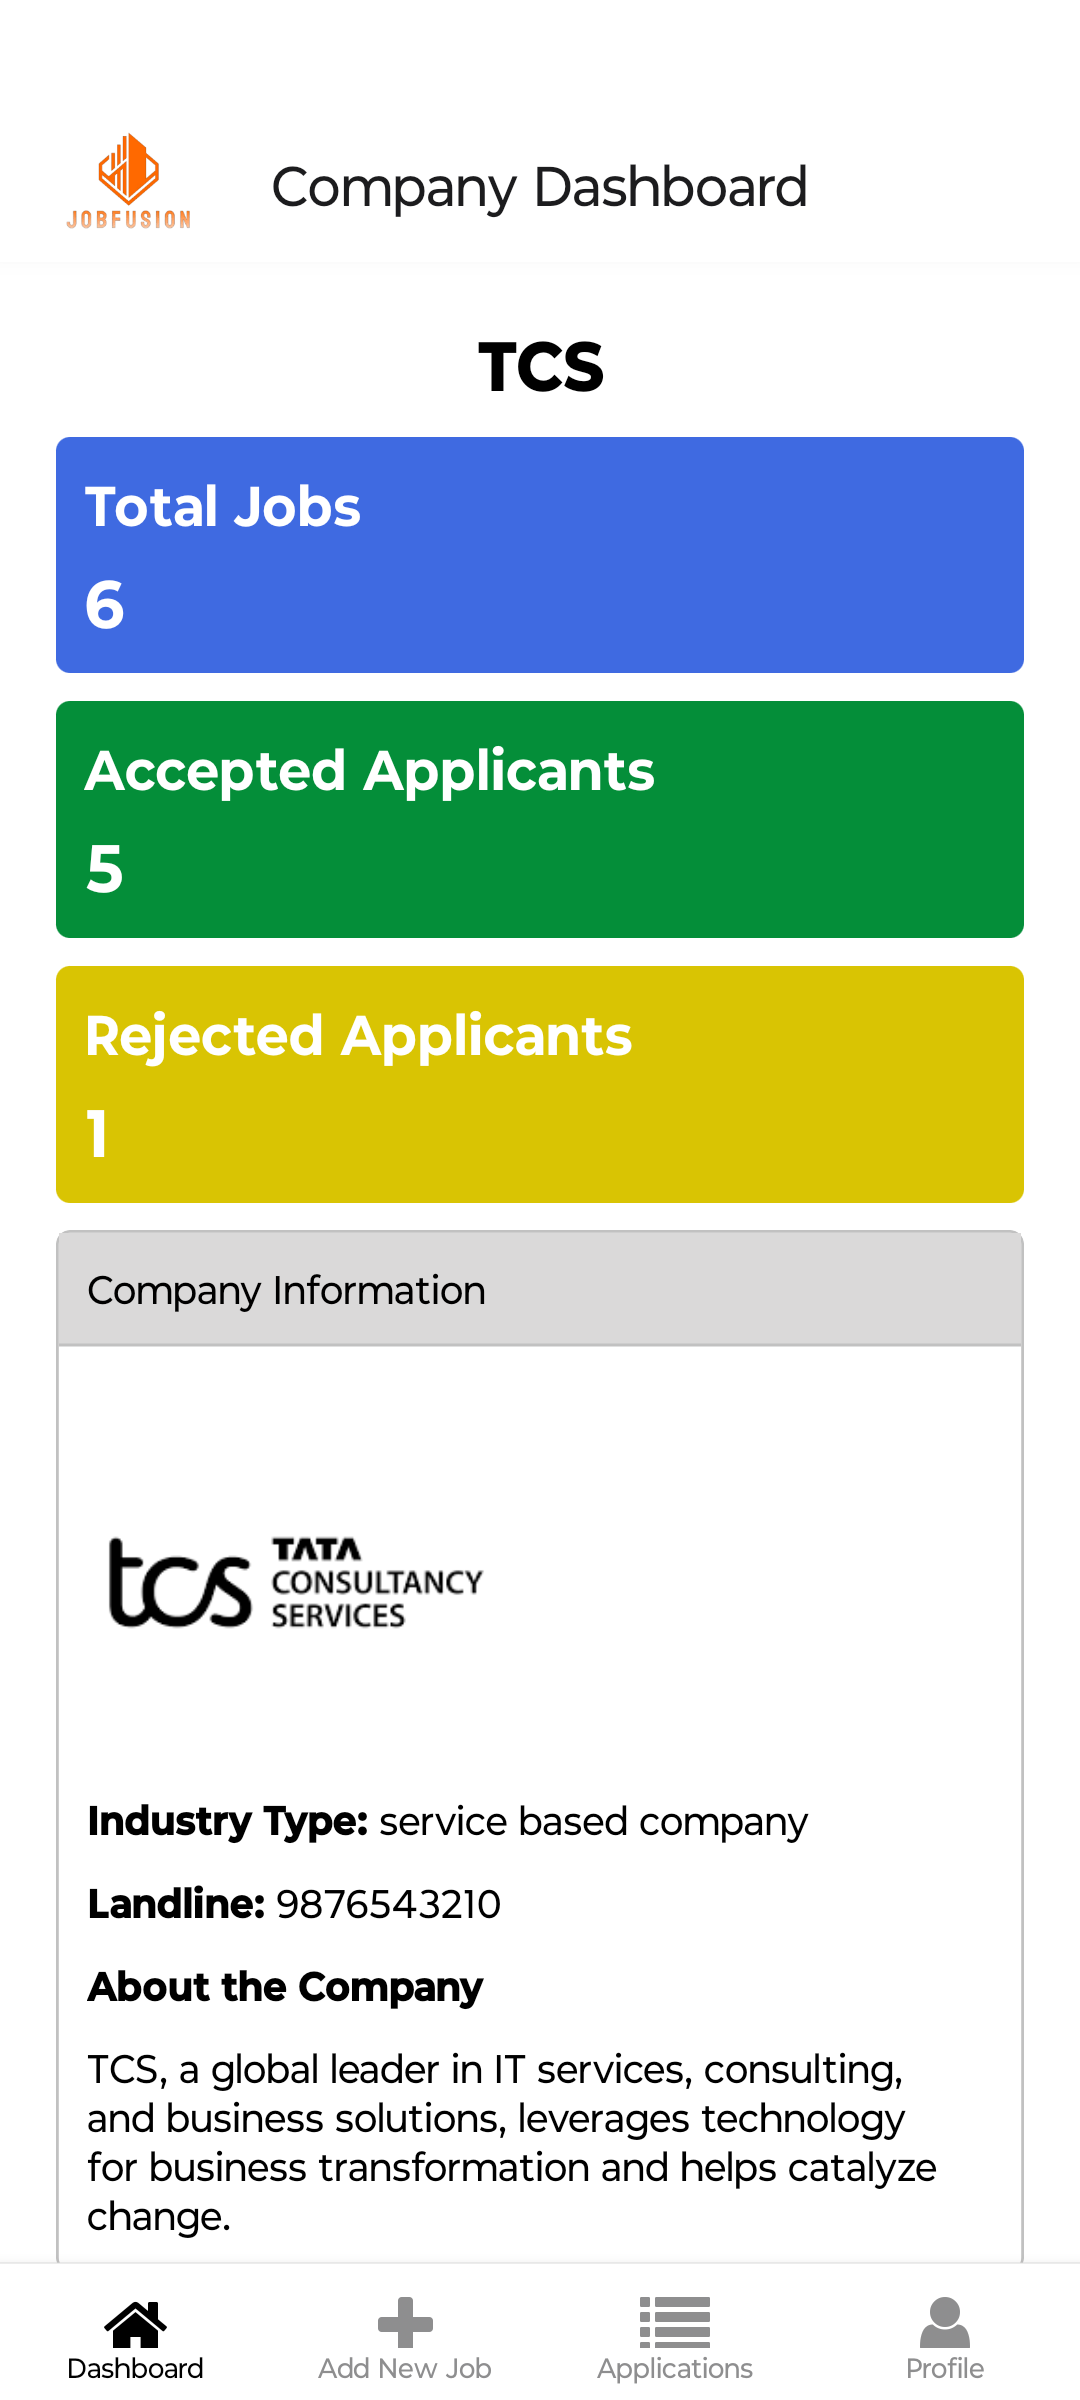 JOBFUSION
Company Dashboard
TCS
Total Jobs
6
Accepted Applicants
5
Rejected Applicants
1
Company Information
tcs TATA
CONSULTANCY
SERVICES
Industry Type: service based company
Landline: 9876543210
About the Company
TCS, a global leader in IT services, consulting,
and business solutions, leverages technology
for business transformation and helps catalyze
change.
Dashboard
Add New Job
Applications
Profile